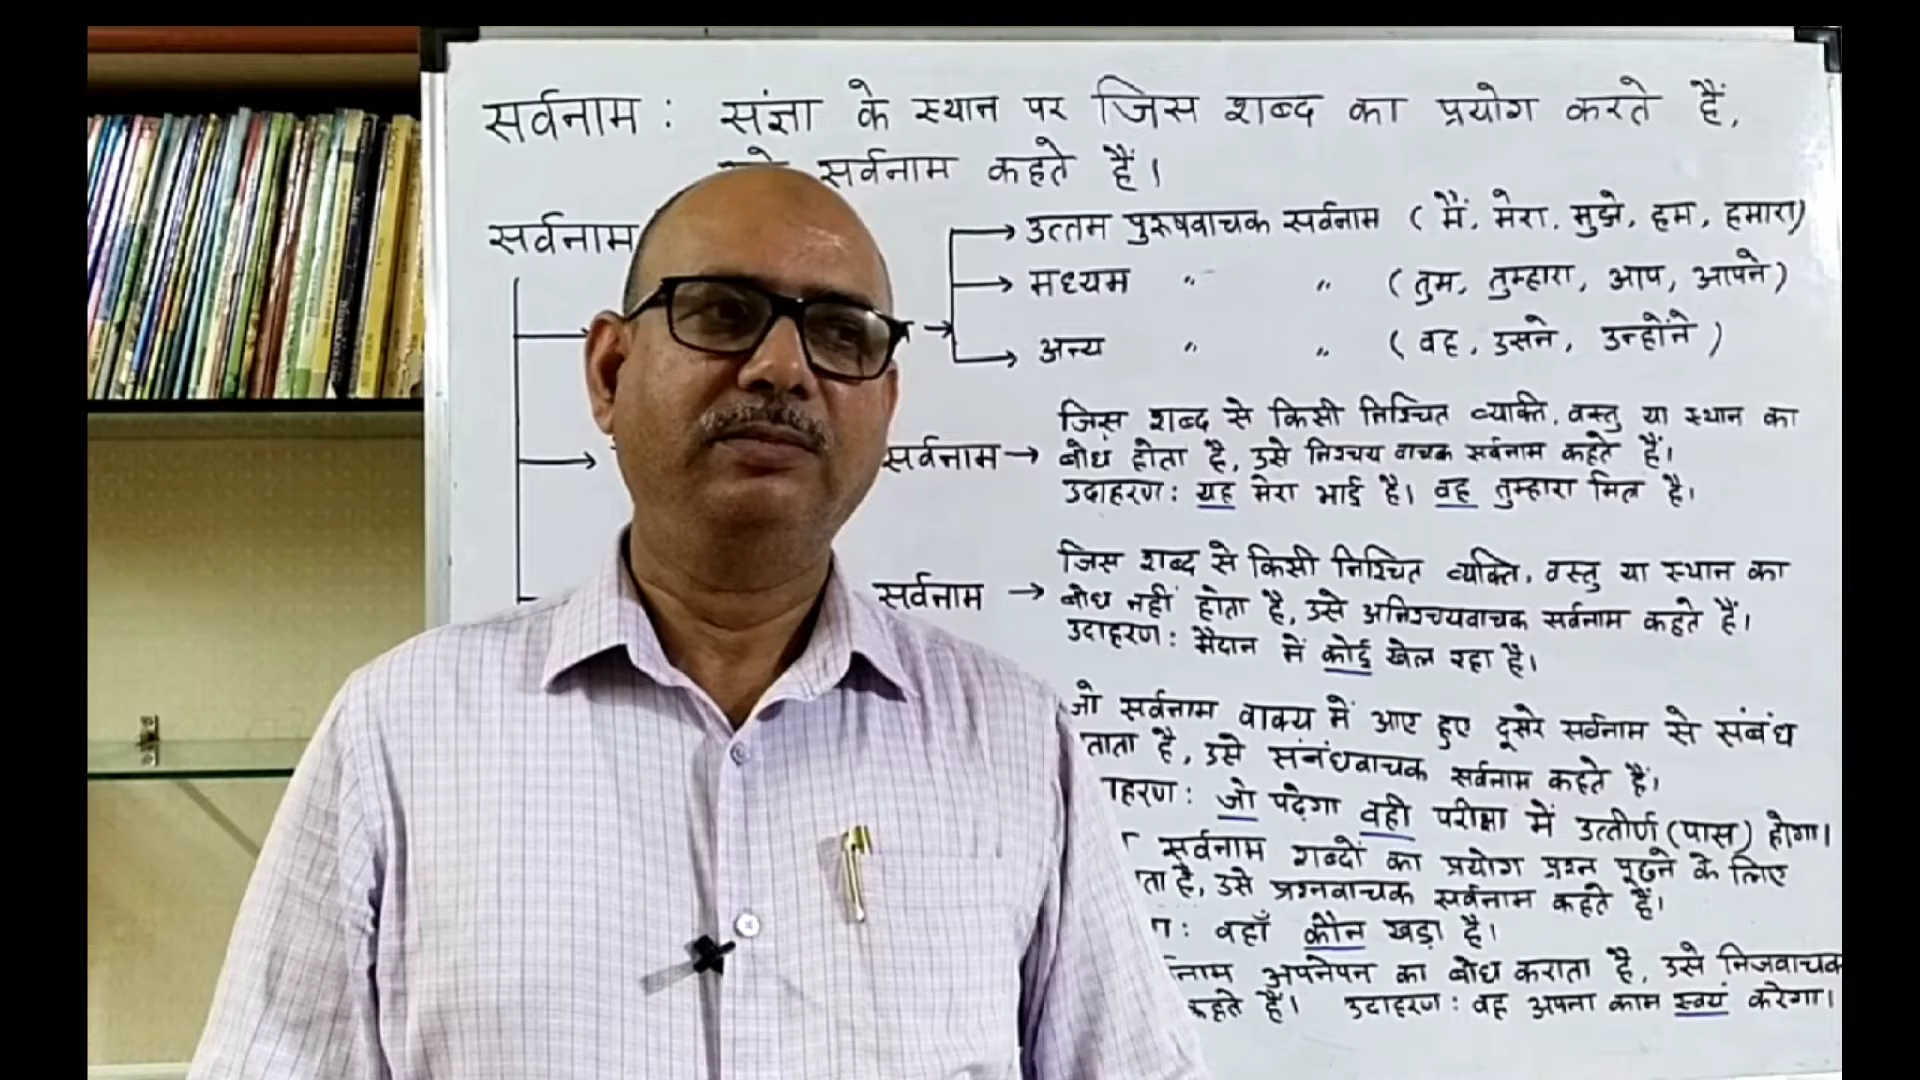 सर्वनाम : संज्ञा के स्थान पर जिस शब्द का प्रयोग करते हैं,
सर्वनाम कहते हैं।
सर्वनाम
उत्तम पुरुषवाचक सर्वनाम ( मैं, मेरा, मुझे, हम, हमारा)
मध्यम " " ( तुम, तुम्हारा, आप, आपने )
अन्य " " ( वह, उसने, उन्होंने )
जिस शब्द से किसी निश्चित व्यक्ति, वस्तु या स्थान का
सर्वनाम → बोध होता है, उसे निश्चय वाचक सर्वनाम कहते हैं।
उदाहरण : यह मेरा भाई है। वह तुम्हारा मित्र है।
जिस शब्द से किसी निश्चित व्यक्ति, वस्तु या स्थान का
सर्वनाम → बोध नहीं होता है, उसे अनिश्चयवाचक सर्वनाम कहते हैं।
उदाहरण : मैदान में कोई खेल रहा है।
जो सर्वनाम वाक्य में आए हुए दूसरे सर्वनाम से संबंध
ताता है, उसे संनंधवाचक सर्वनाम कहते हैं।
हरण : जो पढ़ेगा वही परीक्षा में उत्तीर्ण (पास) होगा।
सर्वनाम शब्दों का प्रयोग प्रश्न पूछने के लिए
ता है, उसे प्रश्नवाचक सर्वनाम कहते हैं।
: वहाँ कौन खड़ा है।
नाम अपनेपन का बोध कराता है, उसे निजवाचक
कहते हैं। उदाहरण : वह अपना काम स्वयं करेगा।